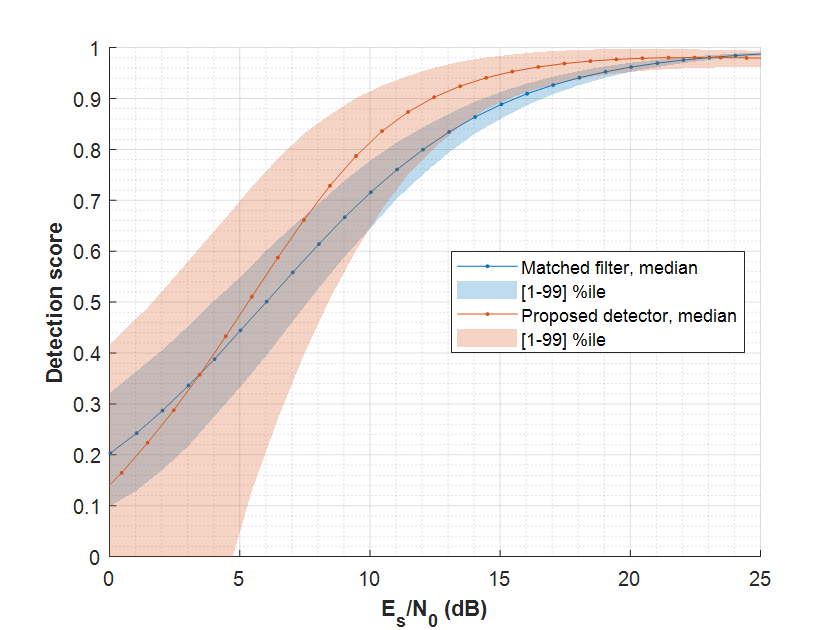 1
0.9
0.8
0.7
0.6
0.5
0.4
0.3
0.2
0.1
0
Detection score
Matched filter, median
[1-99] %ile
Proposed detector, median
[1-99] %ile
0 5 10 15 20 25
E_s/N_0 (dB)